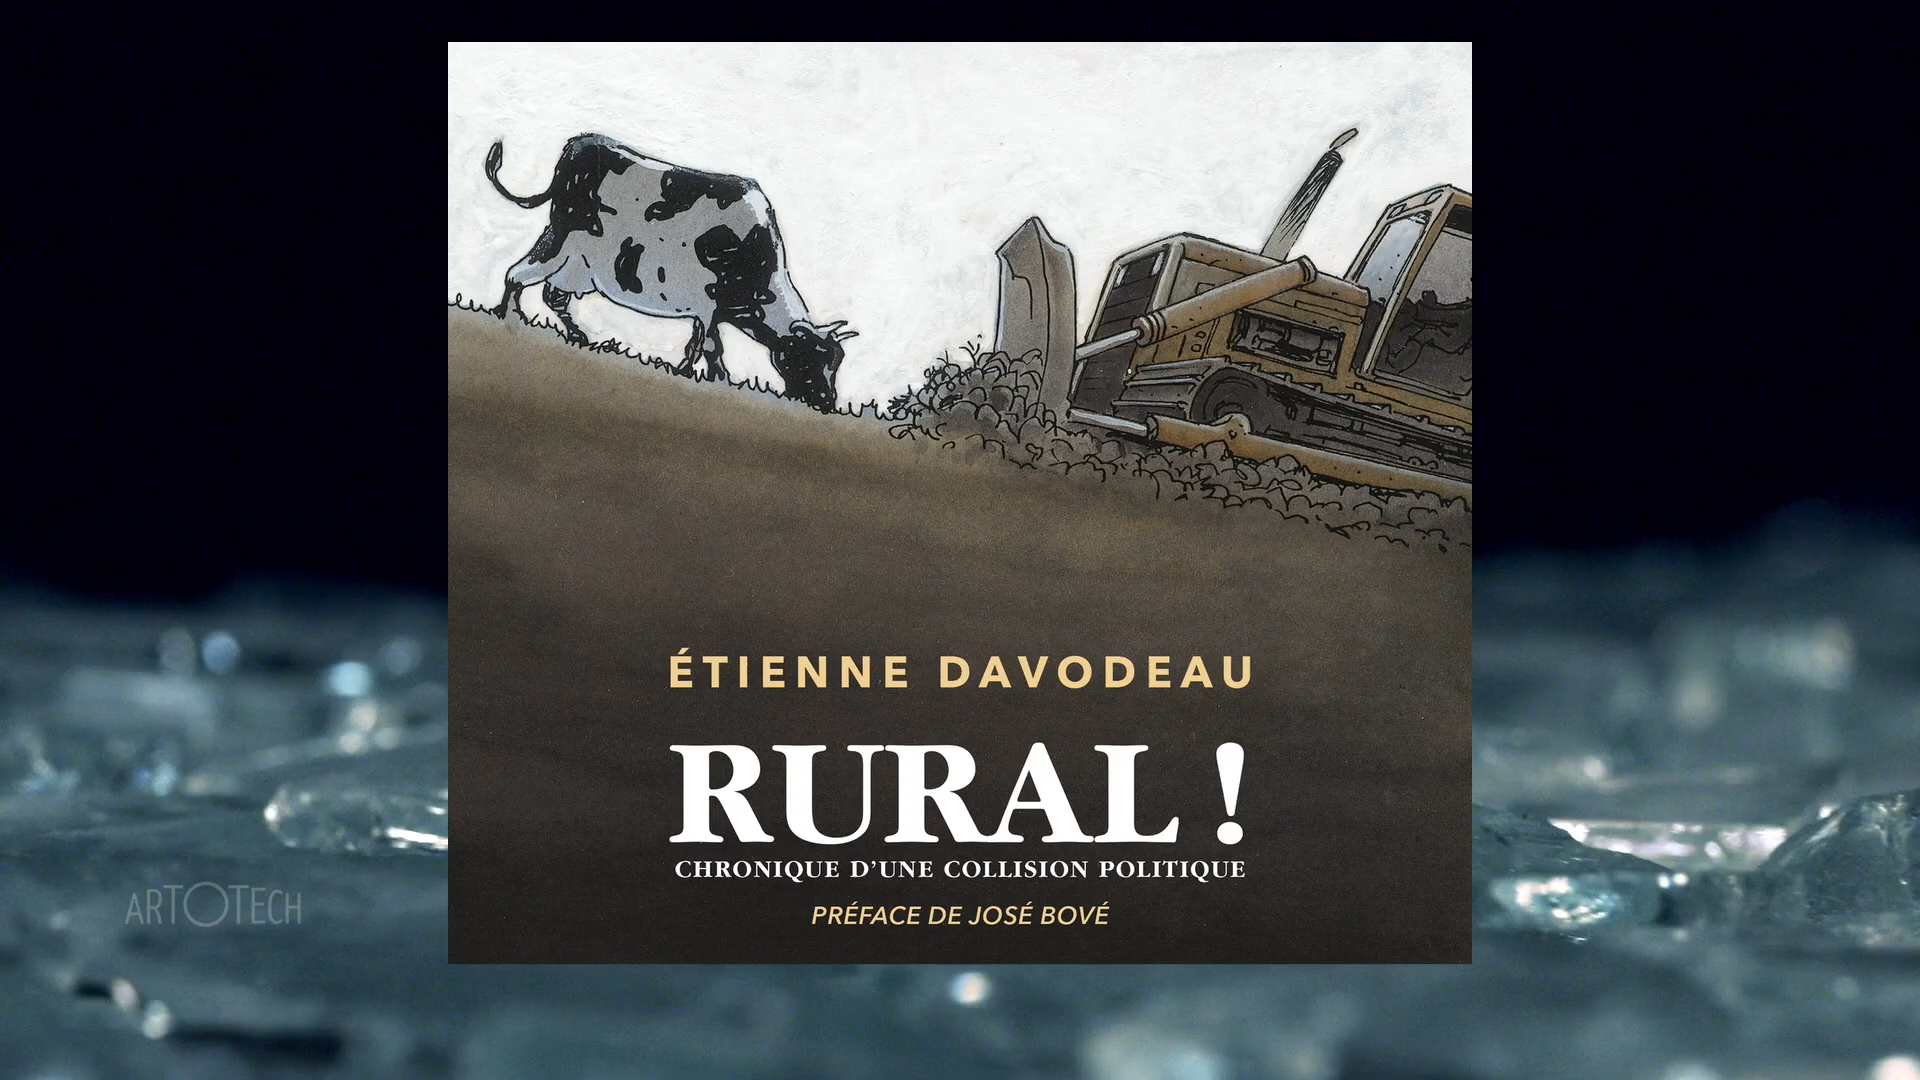 ÉTIENNE DAVODEAU
RURAL !
CHRONIQUE D’UNE COLLISION POLITIQUE
PRÉFACE DE JOSÉ BOVÉ
ARTOTECH